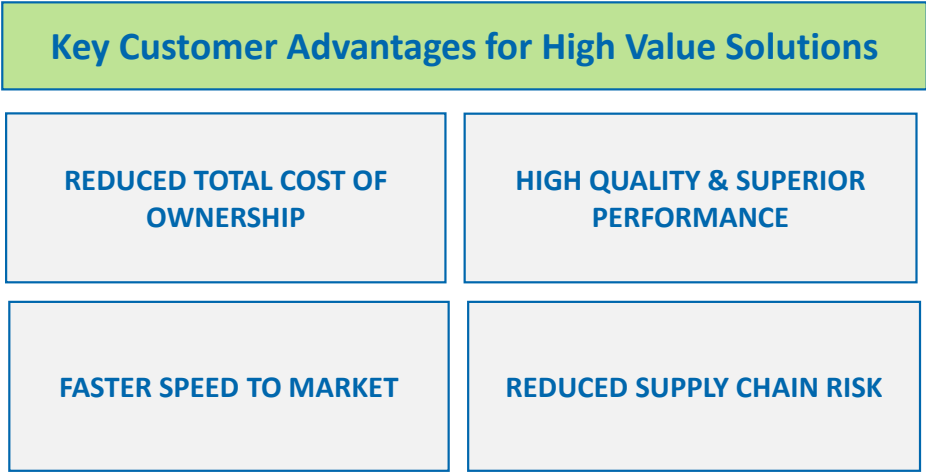 Key Customer Advantages for High Value Solutions
REDUCED TOTAL COST OF
OWNERSHIP
HIGH QUALITY & SUPERIOR
PERFORMANCE
FASTER SPEED TO MARKET
REDUCED SUPPLY CHAIN RISK